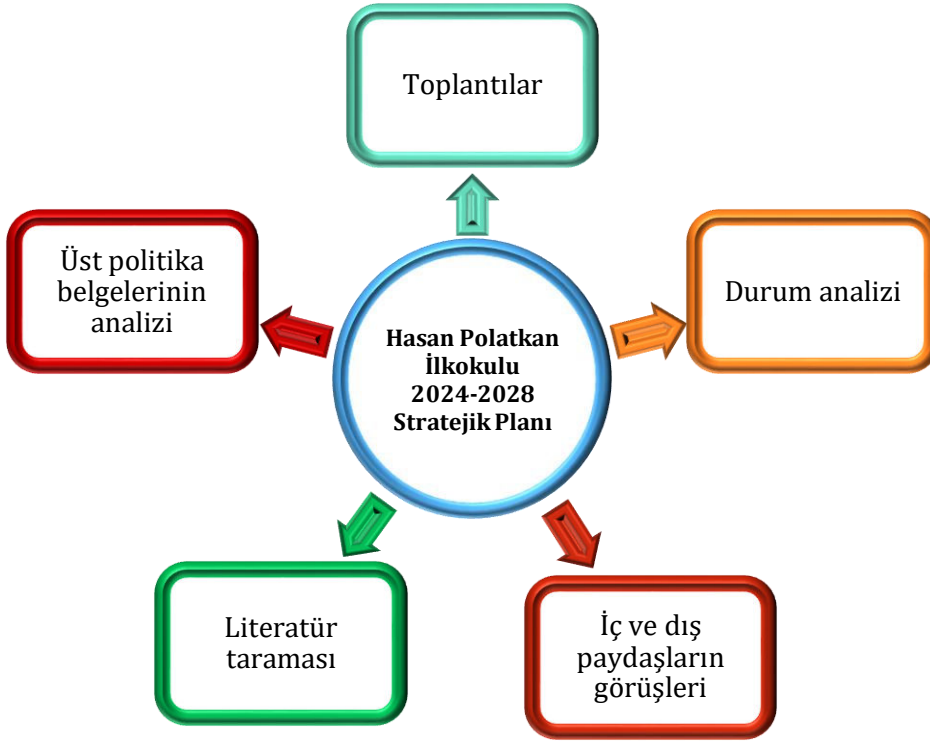 Toplantılar
Üst politika
belgelerinin
analizi
Durum analizi
Hasan Polatkan
İlkokulu
2024-2028
Stratejik Planı
Literatür
taraması
İç ve dış
paydaşların
görüşleri